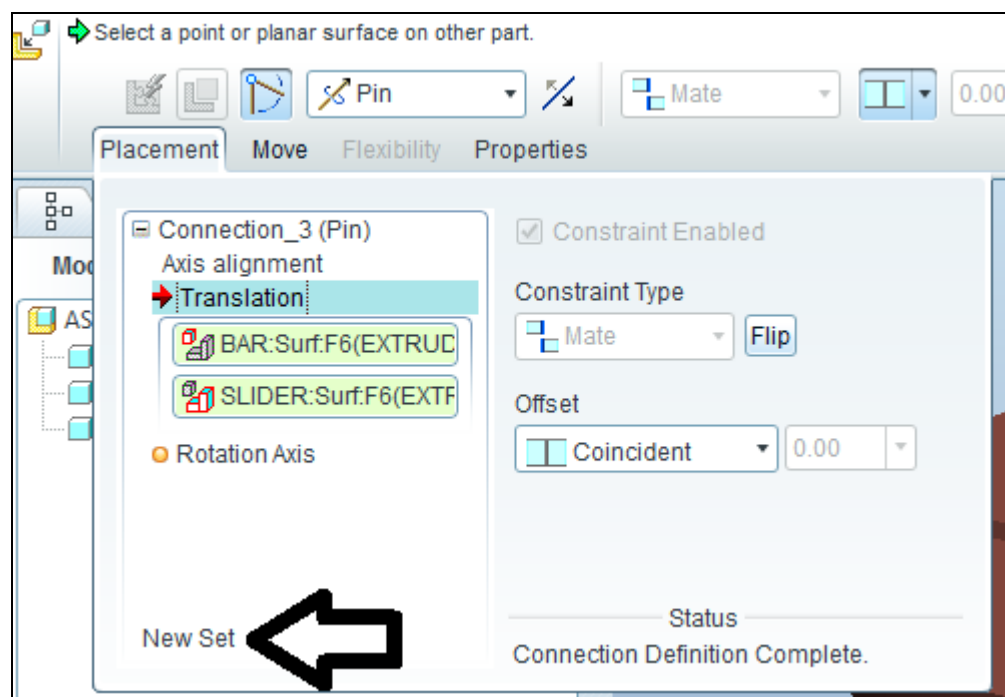 Select a point or planar surface on other part.
Pin
Mate
0.00
Placement Move Flexibility Properties
Connection_3 (Pin)
Axis alignment
Translation
BAR:Surf:F6(EXTRUD
SLIDER:Surf:F6(EXTF
Rotation Axis
New Set
Constraint Enabled
Constraint Type
Mate
Flip
Offset
Coincident
0.00
Status
Connection Definition Complete.
Mod
AS